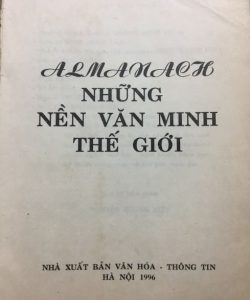 ALMANACH
NHỮNG
NỀN VĂN MINH
THẾ GIỚI
NHÀ XUẤT BẢN VĂN HÓA - THÔNG TIN
HÀ NỘI 1996